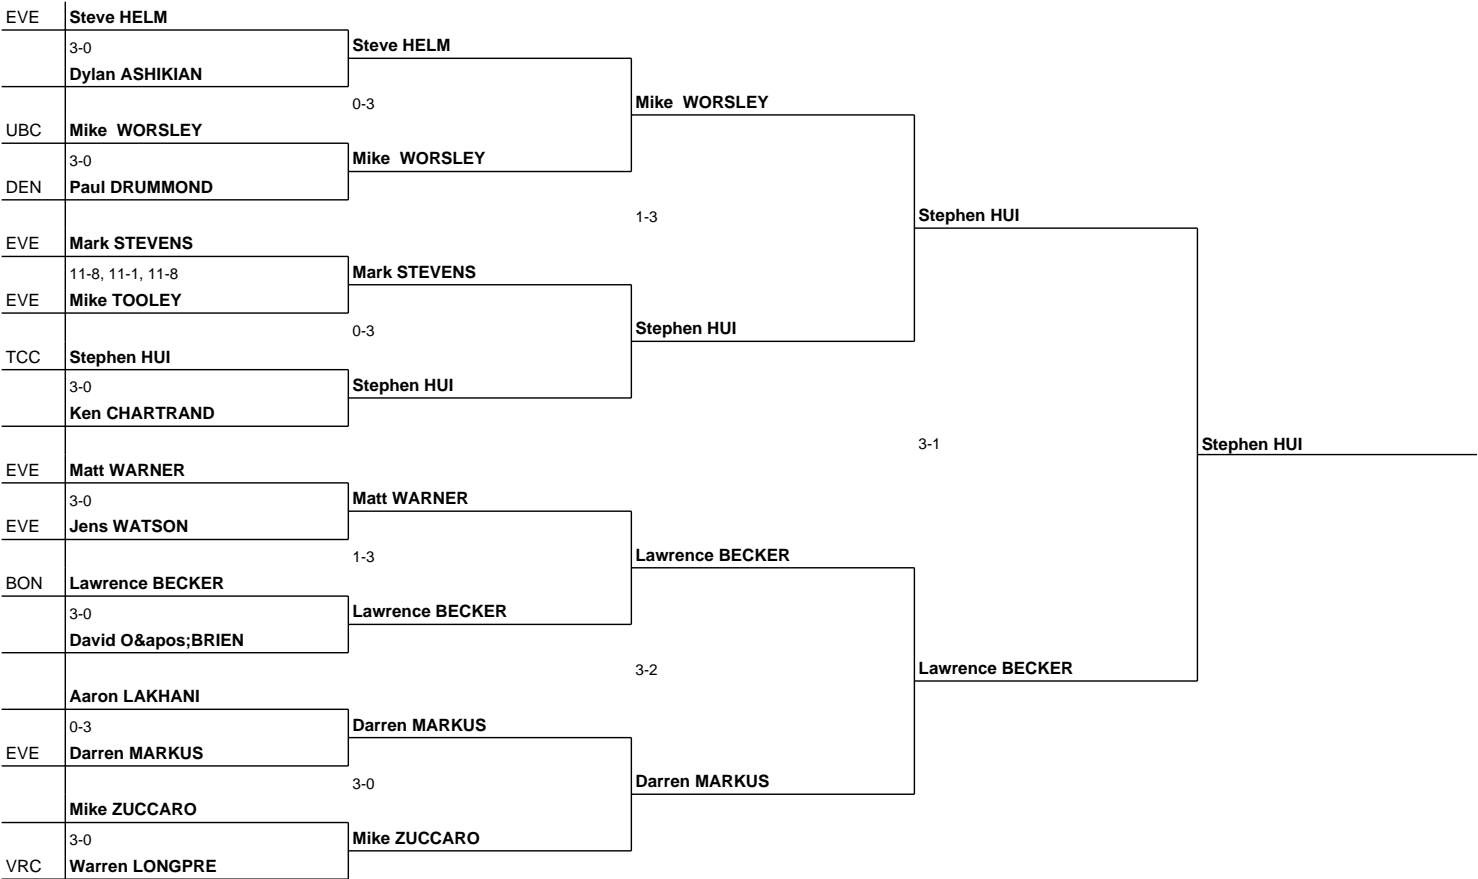 EVE Steve HELM
3-0 Steve HELM
Dylan ASHIKIAN
0-3 Mike  WORSLEY
UBC Mike  WORSLEY
3-0 Mike  WORSLEY
DEN Paul DRUMMOND
1-3 Stephen HUI
EVE Mark STEVENS
11-8, 11-1, 11-8 Mark STEVENS
EVE Mike TOOLEY
0-3 Stephen HUI
TCC Stephen HUI
3-0 Stephen HUI
Ken CHARTRAND
3-1 Stephen HUI
EVE Matt WARNER
3-0 Matt WARNER
EVE Jens WATSON
1-3 Lawrence BECKER
BON Lawrence BECKER
3-0 Lawrence BECKER
David O&apos;BRIEN
3-2 Lawrence BECKER
Aaron LAKHANI
0-3 Darren MARKUS
EVE Darren MARKUS
3-0 Darren MARKUS
Mike ZUCCARO
3-0 Mike ZUCCARO
VRC Warren LONGPRE